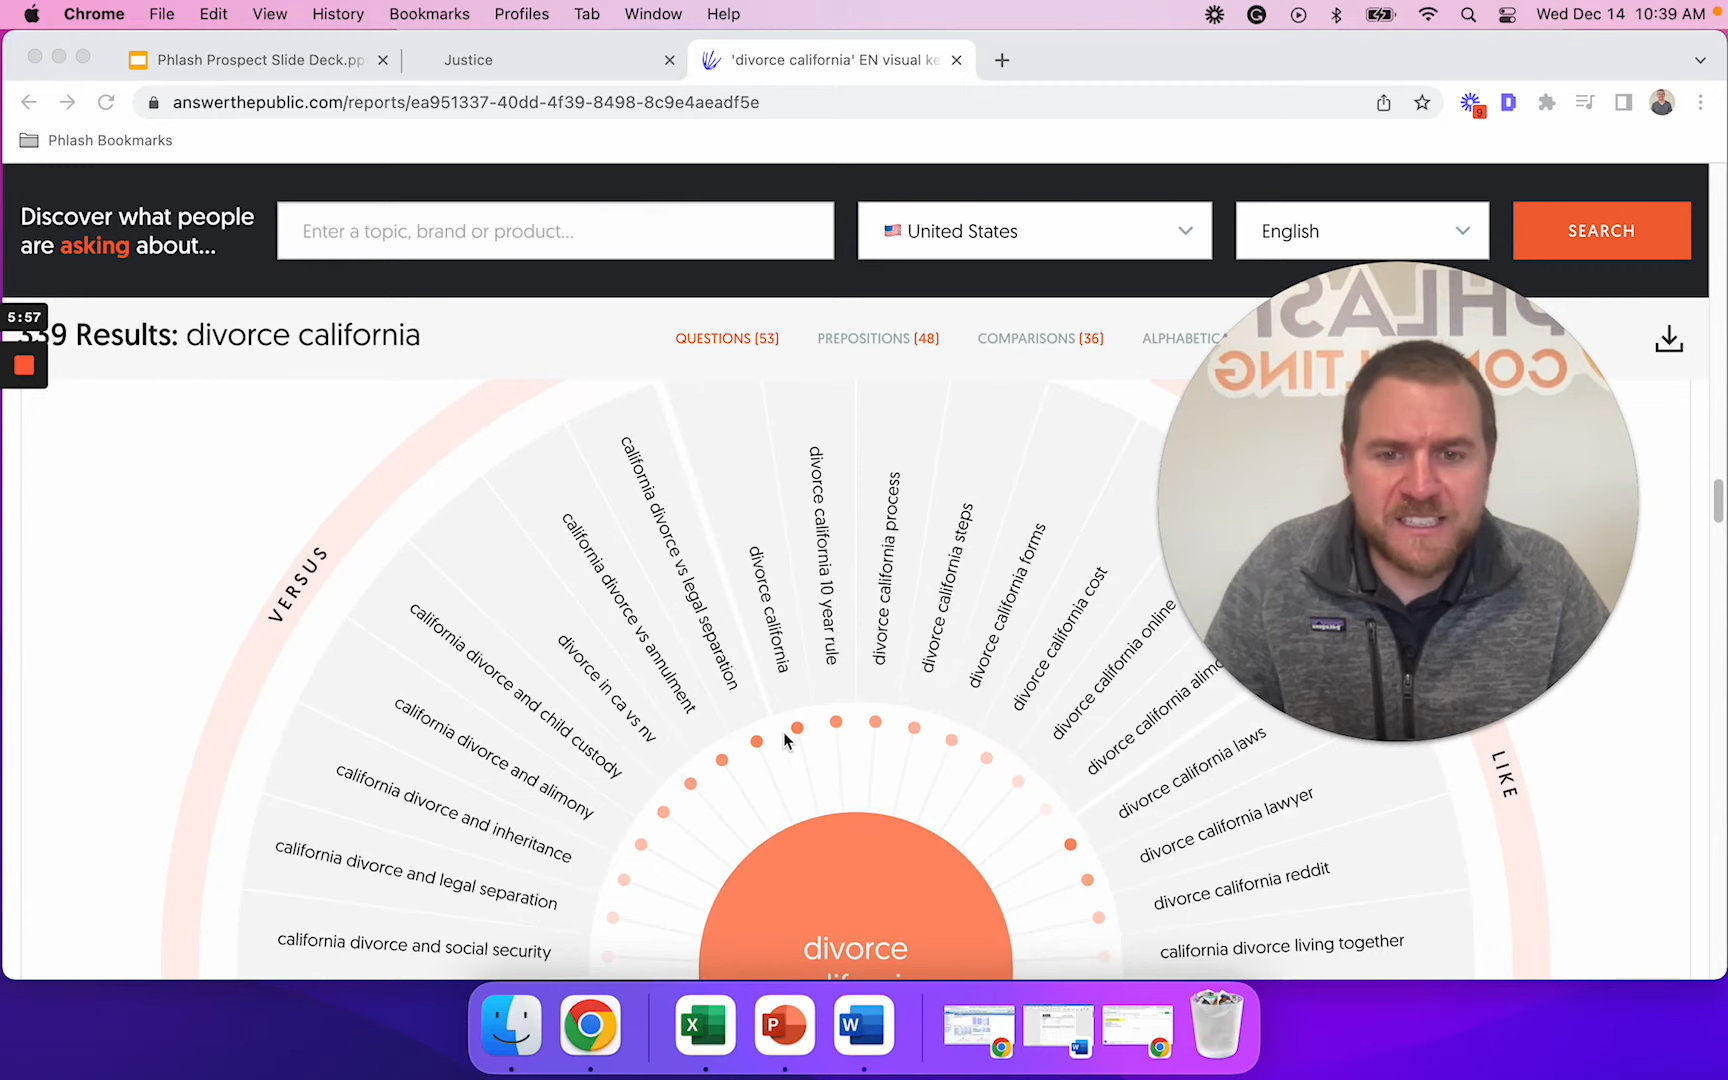 Chrome File Edit View History Bookmarks Profiles Tab Window Help
Wed Dec 14 10:39 AM
Phlash Prospect Slide Deck.pp
Justice
'divorce california' EN visual ke
answerthepublic.com/reports/ea951337-40dd-4f39-8498-8c9e4aeadf5e
9
Phlash Bookmarks
Discover what people
are asking about...
Enter a topic, brand or product...
United States
English
SEARCH
5:57
339 Results: divorce california
QUESTIONS (53)
PREPOSITIONS (48)
COMPARISONS (36)
ALPHABETICA
PHLASH
CONSULTING
VERSUS
LIKE
california divorce and social security
california divorce and legal separation
california divorce and inheritance
california divorce and alimony
california divorce and child custody
divorce in ca vs nv
california divorce vs annulment
california divorce vs legal separation
divorce california
divorce california 10 year rule
divorce california process
divorce california steps
divorce california forms
divorce california cost
divorce california online
divorce california alimo
divorce california laws
divorce california lawyer
divorce california reddit
california divorce living together
divorce
X
P
W